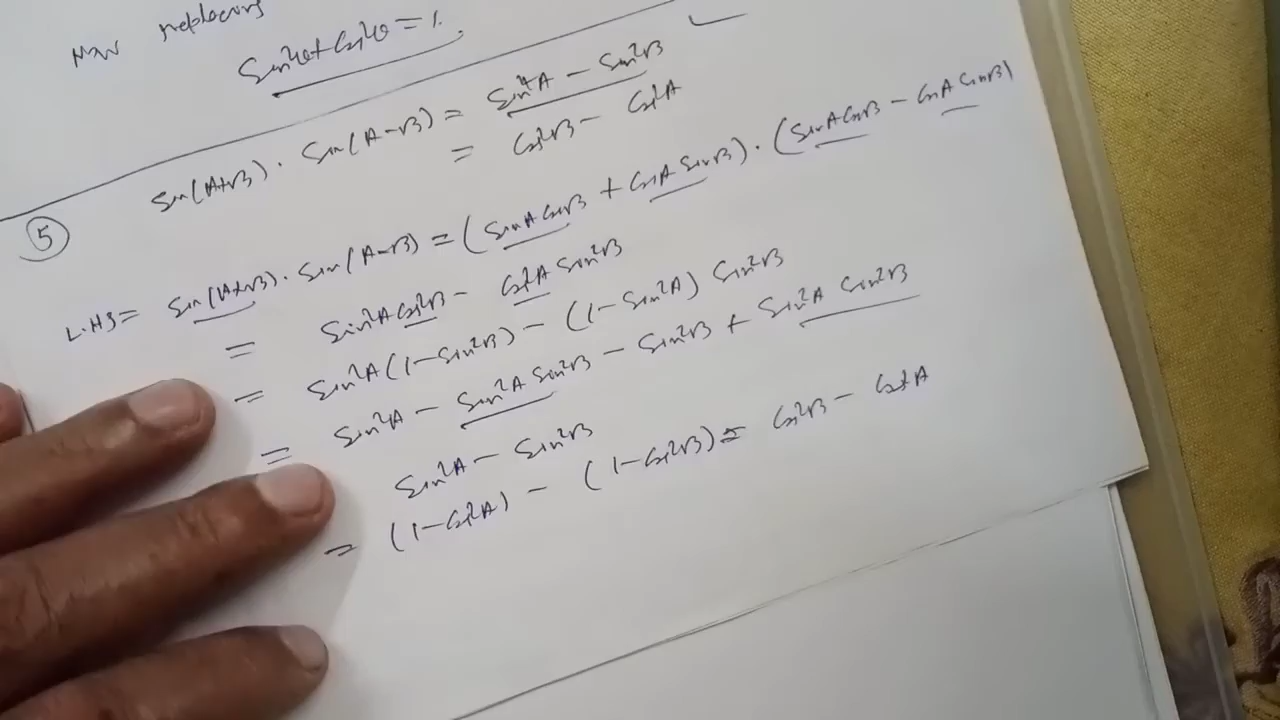 Now replacing
Sin²θ + Cos²θ = 1.
Sin(A+B). Sin(A-B) = Sin²A - Sin²B
= Cos²B - Cos²A
5
L.H.S = Sin(A+B). Sin(A-B) = (SinA CosB + CosA SinB). (SinA CosB - CosA SinB)
= Sin²A Cos²B - Cos²A Sin²B
= Sin²A (1-Sin²B) - (1-Sin²A) Sin²B
= Sin²A - Sin²A Sin²B - Sin²B + Sin²A Sin²B
= Sin²A - Sin²B
= (1-Cos²A) - (1-Cos²B) = Cos²B - Cos²A